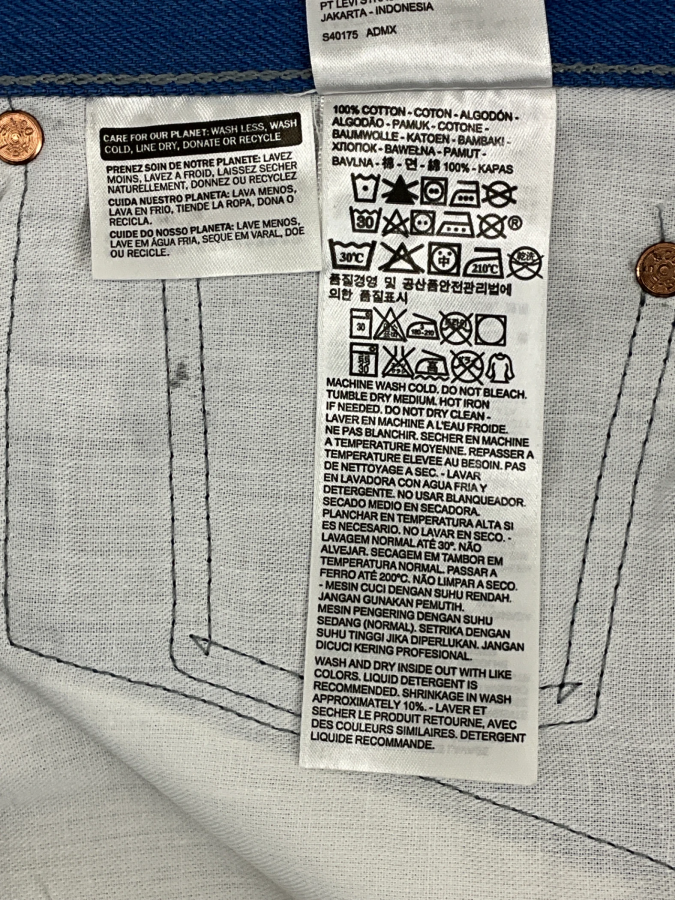 JAKARTA - INDONESIA
S40175 ADMX
CARE FOR OUR PLANET: WASH LESS, WASH
COLD, LINE DRY, DONATE OR RECYCLE
PRENEZ SOIN DE NOTRE PLANETE: LAVEZ
MOINS, LAVEZ A FROID, LAISSEZ SECHER
NATURELLEMENT, DONNEZ OU RECYCLEZ
CUIDA NUESTRO PLANETA: LAVA MENOS,
LAVA EN FRIO, TIENDE LA ROPA, DONA O
RECICLA.
CUIDE DO NOSSO PLANETA: LAVE MENOS,
LAVE EM ÁGUA FRIA, SEQUE EM VARAL, DOE
OU RECICLE.
100% COTTON - COTON - ALGODÓN -
ALGODÃO - PAMUK - COTONE -
BAUMWOLLE - KATOEN - BAMBAKI -
ХЛОПОК - BAWEŁNA - PAMUT -
BAVLNA - 棉 - 면 - 綿 100% - KAPAS
30 ®
30℃ 中 210℃ 乾洗
품질경영 및 공산품안전관리법에
의한 품질표시
30 3 180-210
30
MACHINE WASH COLD. DO NOT BLEACH.
TUMBLE DRY MEDIUM. HOT IRON
IF NEEDED. DO NOT DRY CLEAN -
LAVER EN MACHINE A L'EAU FROIDE.
NE PAS BLANCHIR. SECHER EN MACHINE
A TEMPERATURE MOYENNE. REPASSER A
TEMPERATURE ELEVEE AU BESOIN. PAS
DE NETTOYAGE A SEC. - LAVAR
EN LAVADORA CON AGUA FRIA Y
DETERGENTE. NO USAR BLANQUEADOR.
SECADO MEDIO EN SECADORA.
PLANCHAR EN TEMPERATURA ALTA SI
ES NECESARIO. NO LAVAR EN SECO. -
LAVAGEM NORMAL ATÉ 30º. NÃO
ALVEJAR. SECAGEM EM TAMBOR EM
TEMPERATURA NORMAL. PASSAR A
FERRO ATÉ 200ºC. NÃO LIMPAR A SECO.
- MESIN CUCI DENGAN SUHU RENDAH.
JANGAN GUNAKAN PEMUTIH.
MESIN PENGERING DENGAN SUHU
SEDANG (NORMAL). SETRIKA DENGAN
SUHU TINGGI JIKA DIPERLUKAN. JANGAN
DICUCI KERING PROFESIONAL.
WASH AND DRY INSIDE OUT WITH LIKE
COLORS. LIQUID DETERGENT IS
RECOMMENDED. SHRINKAGE IN WASH
APPROXIMATELY 10%. - LAVER ET
SECHER LE PRODUIT RETOURNE, AVEC
DES COULEURS SIMILAIRES. DETERGENT
LIQUIDE RECOMMANDE.